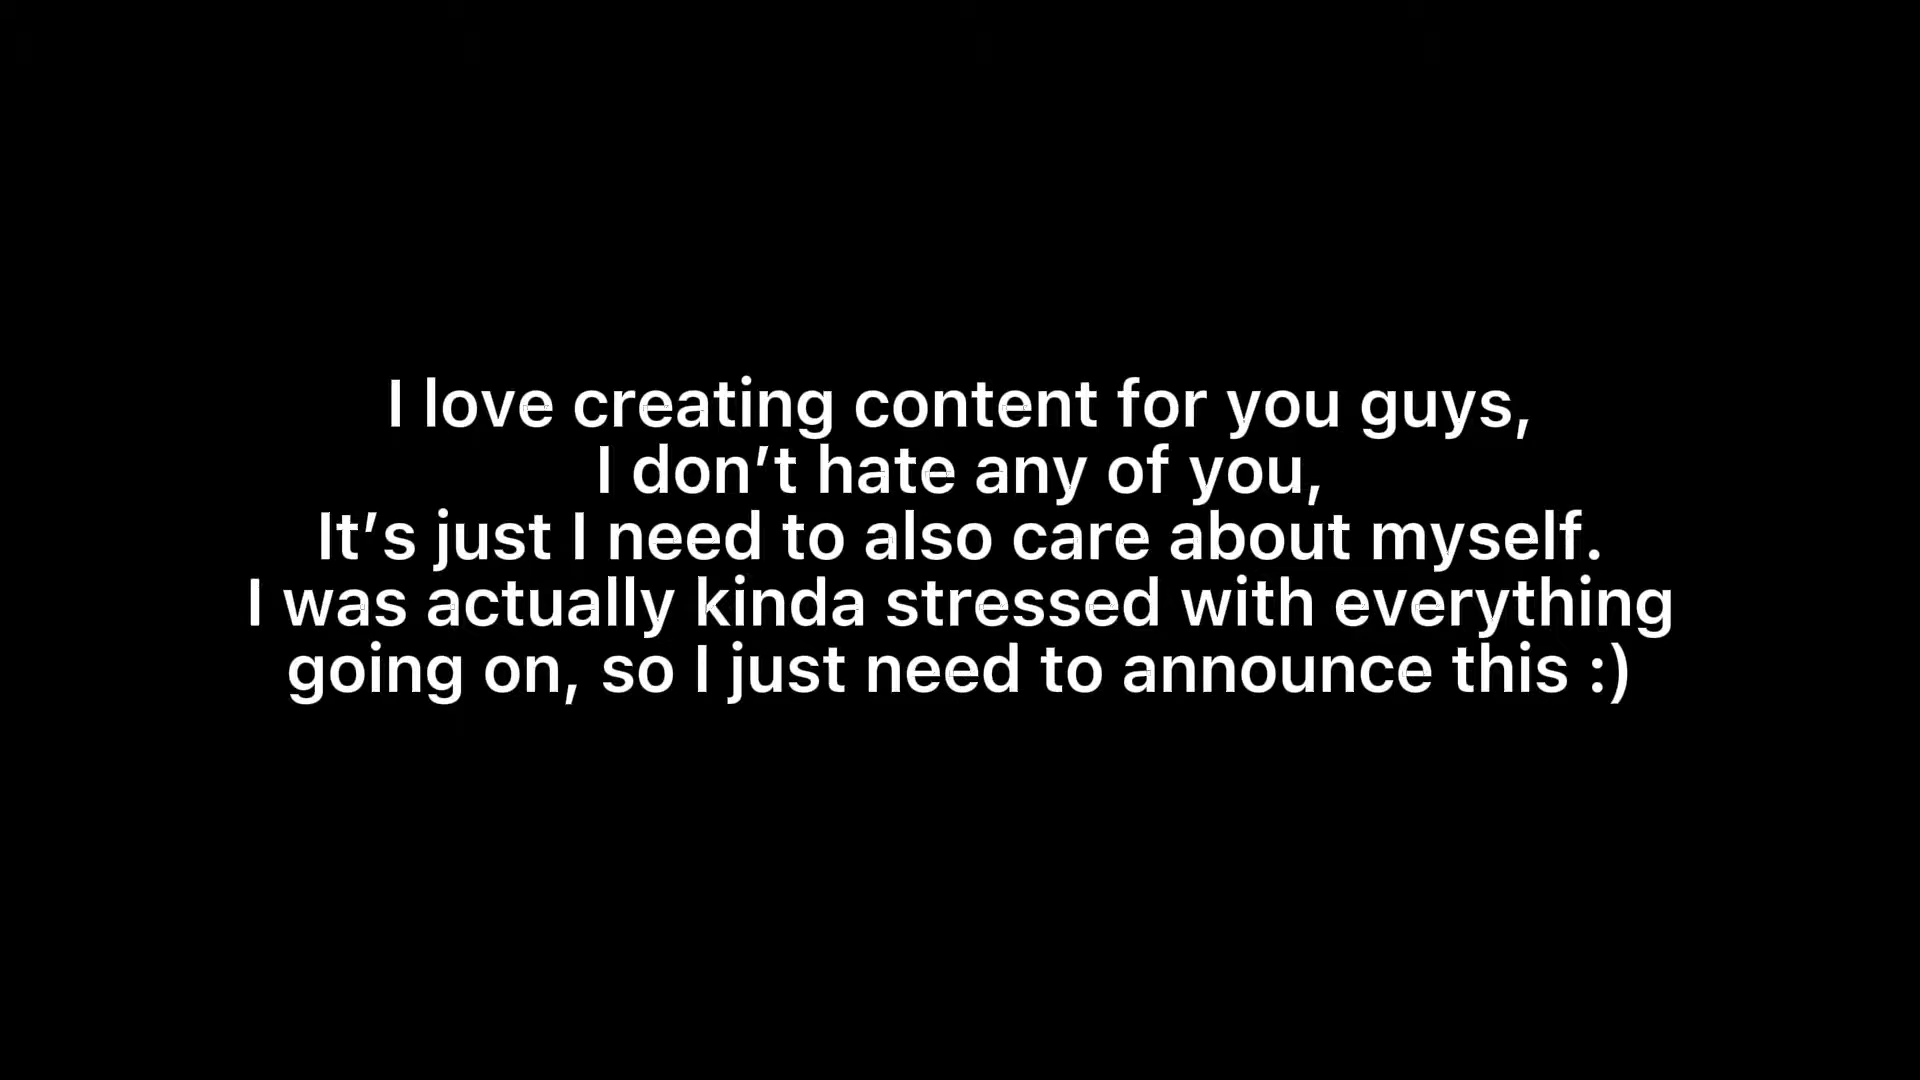 I love creating content for you guys,
I don’t hate any of you,
It’s just I need to also care about myself.
I was actually kinda stressed with everything
going on, so I just need to announce this :)